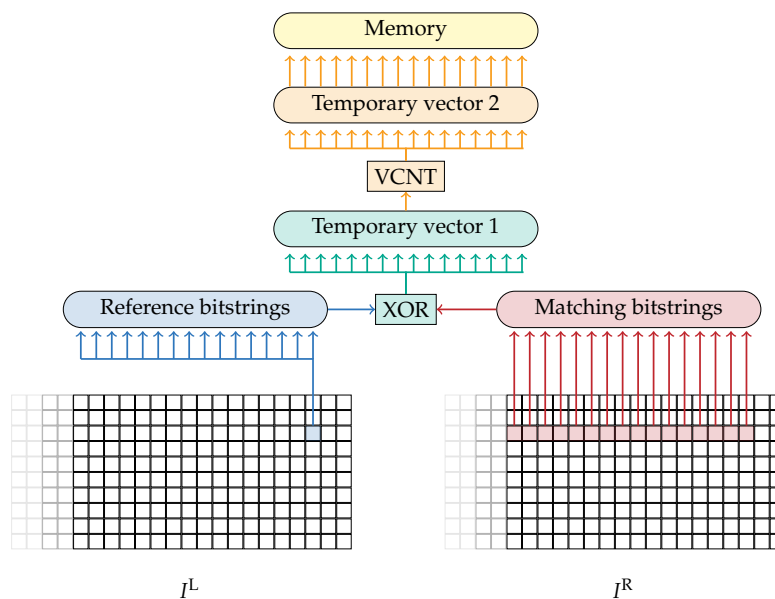 Memory
Temporary vector 2
VCNT
Temporary vector 1
Reference bitstrings
XOR
Matching bitstrings
I^L
I^R